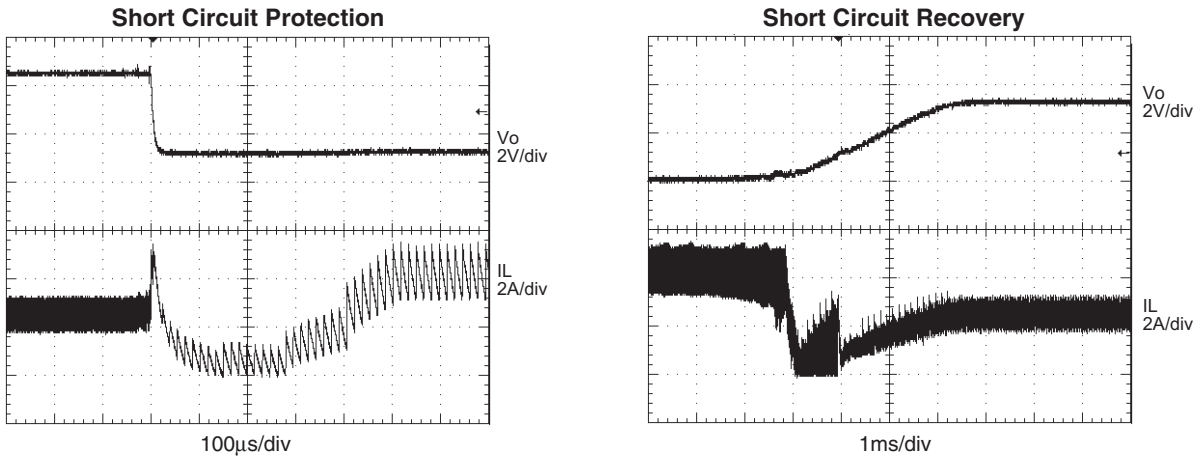 Short Circuit Protection
Vo
2V/div
IL
2A/div
100µs/div
Short Circuit Recovery
Vo
2V/div
IL
2A/div
1ms/div